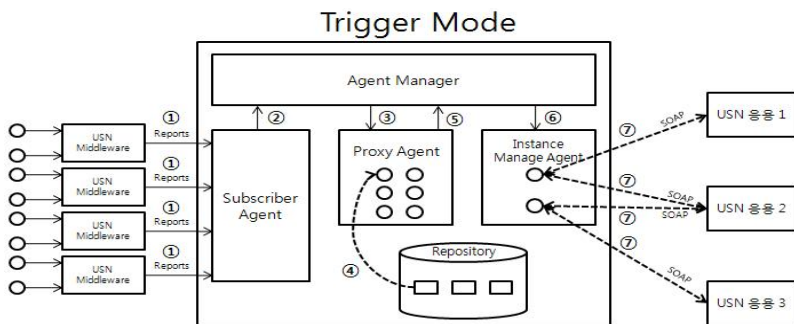 Trigger Mode
Agent Manager
① Reports
USN
Middleware
① Reports
USN
Middleware
① Reports
USN
Middleware
① Reports
USN
Middleware
②
③
⑤
⑥
Subscriber
Agent
Proxy Agent
Instance
Manage Agent
④
Repository
⑦
SOAP
⑦
SOAP
⑦
SOAP
⑦
SOAP
USN 응용 1
USN 응용 2
USN 응용 3